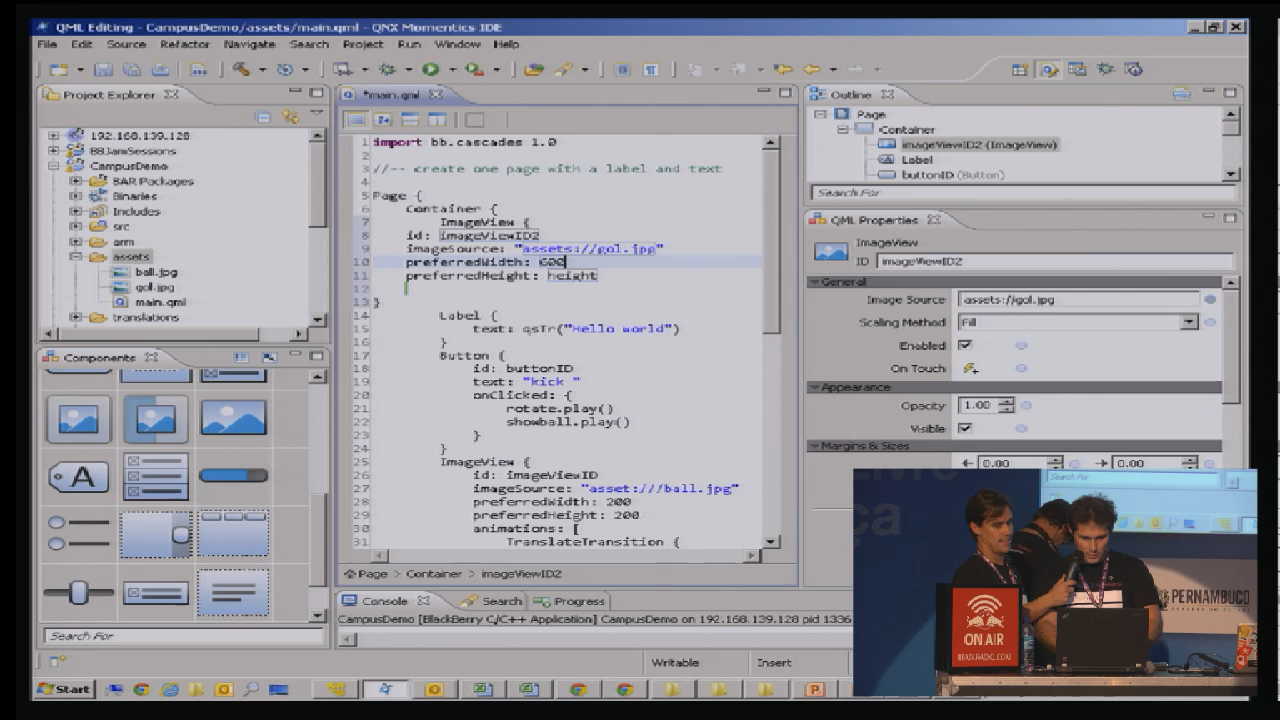 QML Editing - CampusDemo/assets/main.qml - QNX Momentics IDE
File Edit Source Refactor Navigate Search Project Run Window Help
Project Explorer
192.168.139.128
BBJamSessions
CampusDemo
BAR Packages
Binaries
Includes
src
arm
assets
ball.jpg
gol.jpg
main.qml
translations
Components
Search For
*main.qml
1 import bb.cascades 1.0
2
3 //-- create one page with a label and text
4
5 Page {
6 Container {
7 ImageView {
8 id: imageViewID2
9 imageSource: "assets://gol.jpg"
10 preferredWidth: 600
11 preferredHeight: height
12
13 }
14 Label {
15 text: qsTr("Hello world")
16 }
17 Button {
18 id: buttonID
19 text: "kick "
20 onClicked: {
21 rotate.play()
22 showball.play()
23 }
24 }
25 ImageView {
26 id: imageViewID
27 imageSource: "asset:///ball.jpg"
28 preferredWidth: 200
29 preferredHeight: 200
30 animations: [
31 TranslateTransition {
Page > Container > imageViewID2
Console Search Progress
CampusDemo [BlackBerry C/C++ Application] CampusDemo on 192.168.139.128 pid 1336
Writable Insert
Start
Outline
Page
Container
imageViewID2 (ImageView)
Label
buttonID (Button)
Search For
QML Properties
ImageView
ID imageViewID2
General
Image Source assets://gol.jpg
Scaling Method Fill
Enabled
On Touch
Appearance
Opacity 1.00
Visible
Margins & Sizes
0.00 0.00
Search For
ça
PERNAMBUCO
ON AIR